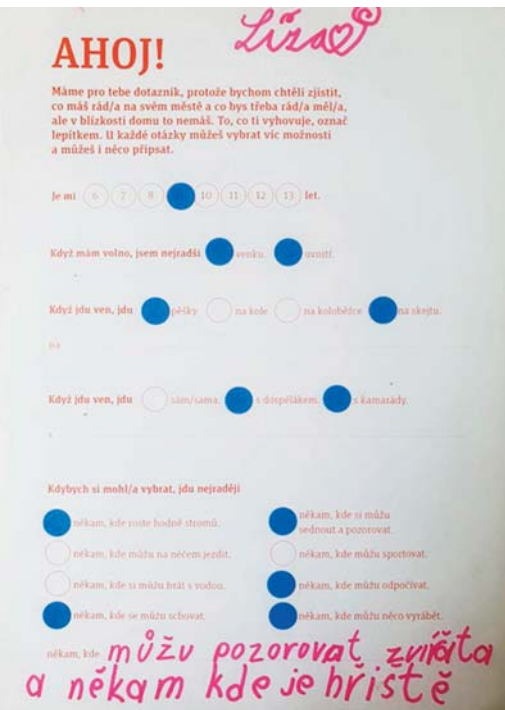 Líza
AHOJ!
Máme pro tebe dotazník, protože bychom chtěli zjistit,
co máš rád/a na svém městě a co bys třeba rád/a měl/a,
ale v blízkosti domu to nemáš. To, co ti vyhovuje, označ
lepítkem. U každé otázky můžeš vybrat víc možností
a můžeš i něco připsat.
Je mi 6 7 8 10 11 12 13 let.
Když mám volno, jsem nejradši venku. uvnitř.
Když jdu ven, jdu pěšky na kole na koloběžce na skejtu.
na
Když jdu ven, jdu sám/sama. s dospělákem. s kamarády.
s
Kdybych si mohl/a vybrat, jdu nejraději
někam, kde roste hodně stromů.
někam, kde můžu na něčem jezdit.
někam, kde si můžu hrát s vodou.
někam, kde se můžu schovat.
někam, kde si můžu
sednout a pozorovat.
někam, kde můžu sportovat.
někam, kde můžu odpočívat.
někam, kde můžu něco vyrábět.
někam, kde můžu pozorovat zvířata
a někam kde je hřiště